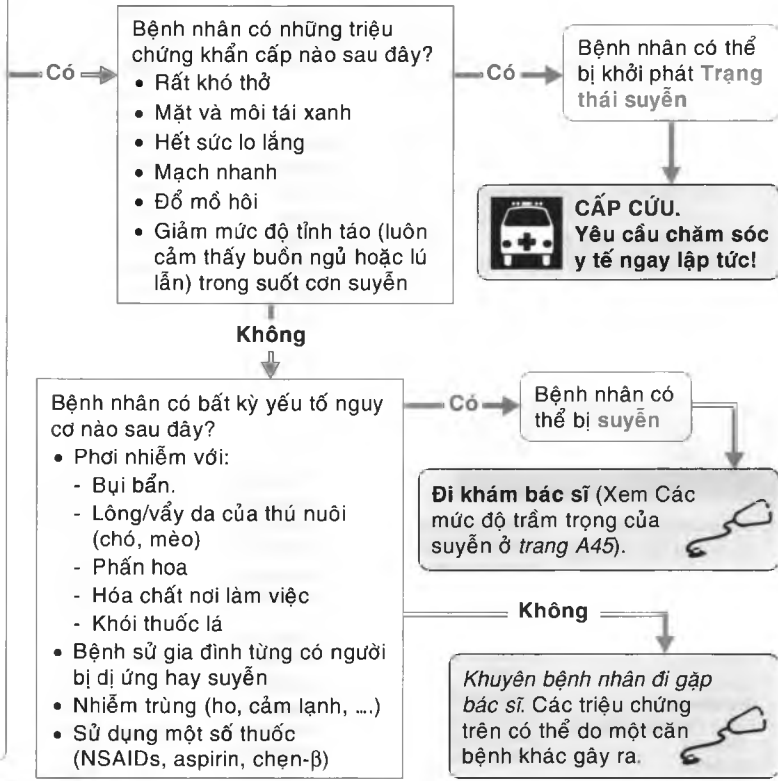 Có
Bệnh nhân có những triệu
chứng khẩn cấp nào sau đây?
• Rất khó thở
• Mặt và môi tái xanh
• Hết sức lo lắng
• Mạch nhanh
• Đổ mồ hôi
• Giảm mức độ tỉnh táo (luôn
cảm thấy buồn ngủ hoặc lú
lẫn) trong suốt cơn suyễn
Có
Bệnh nhân có thể
bị khởi phát Trạng
thái suyễn
CẤP CỨU.
Yêu cầu chăm sóc
y tế ngay lập tức!
Không
Bệnh nhân có bất kỳ yếu tố nguy
cơ nào sau đây?
• Phơi nhiễm với:
- Bụi bẩn.
- Lông/vẩy da của thú nuôi
(chó, mèo)
- Phấn hoa
- Hóa chất nơi làm việc
- Khói thuốc lá
• Bệnh sử gia đình từng có người
bị dị ứng hay suyễn
• Nhiễm trùng (ho, cảm lạnh, ....)
• Sử dụng một số thuốc
(NSAIDs, aspirin, chẹn-β)
Có
Bệnh nhân có
thể bị suyễn
Đi khám bác sĩ (Xem Các
mức độ trầm trọng của
suyễn ở trang A45).
Không
Khuyên bệnh nhân đi gặp
bác sĩ. Các triệu chứng
trên có thể do một căn
bệnh khác gây ra.